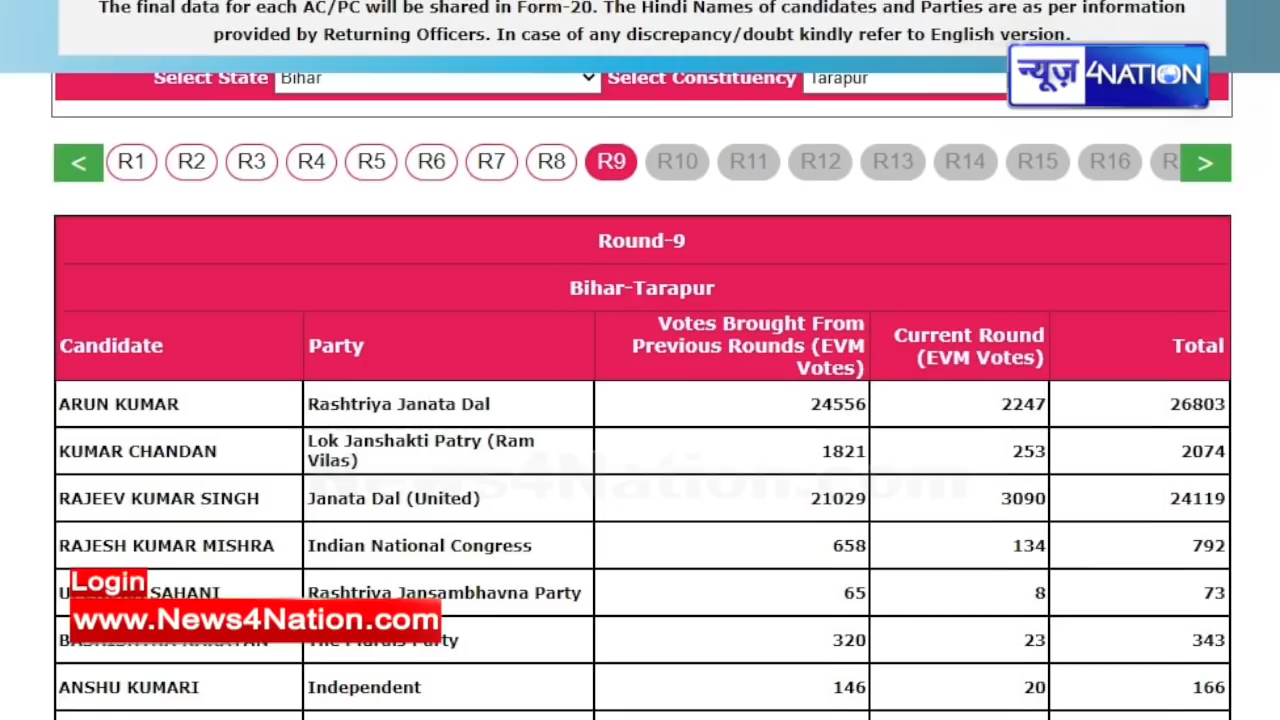 The final data for each AC/PC will be shared in Form-20. The Hindi Names of candidates and Parties are as per information
provided by Returning Officers. In case of any discrepancy/doubt kindly refer to English version.
Select State Bihar Select Constituency Tarapur
न्यूज़ 4NATION
< R1 R2 R3 R4 R5 R6 R7 R8 R9 R10 R11 R12 R13 R14 R15 R16 R >
Round-9
Bihar-Tarapur
Candidate Party Votes Brought From Previous Rounds (EVM Votes) Current Round (EVM Votes) Total
ARUN KUMAR Rashtriya Janata Dal 24556 2247 26803
KUMAR CHANDAN Lok Janshakti Patry (Ram Vilas) 1821 253 2074
News4Nation.com
RAJEEV KUMAR SINGH Janata Dal (United) 21029 3090 24119
RAJESH KUMAR MISHRA Indian National Congress 658 134 792
Login
SAHANI Rashtriya Jansambhavna Party 65 8 73
www.News4Nation.com
320 23 343
ANSHU KUMARI Independent 146 20 166